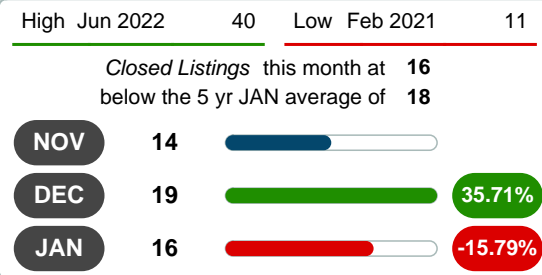 High Jun 2022 40 Low Feb 2021 11
Closed Listings this month at 16
below the 5 yr JAN average of 18
NOV 14
DEC 19 35.71%
JAN 16 -15.79%